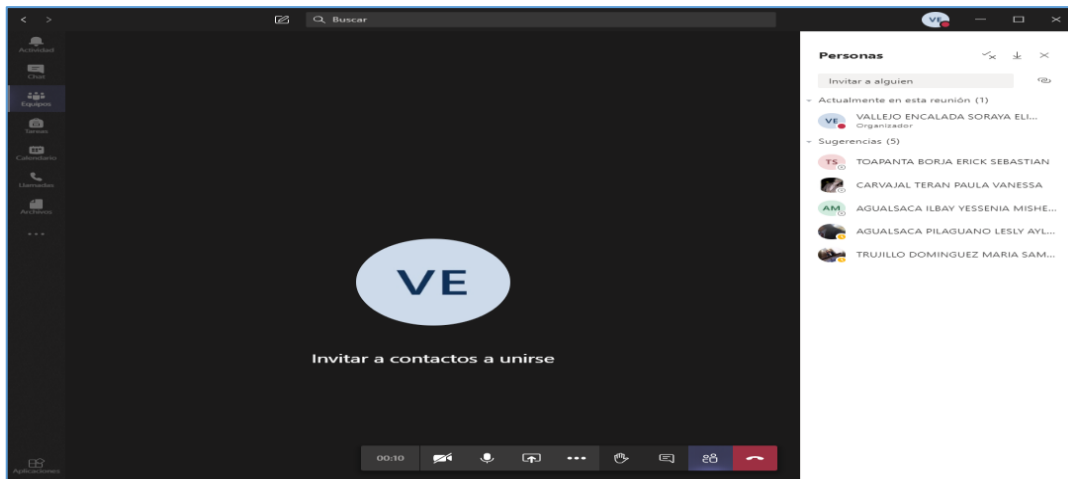 Buscar
VE
Actividad
Chat
Equipos
Tareas
Calendario
Llamadas
Archivos
Aplicaciones
VE
Invitar a contactos a unirse
00:10
Personas
Invitar a alguien
Actualmente en esta reunión (1)
VE VALLEJO ENCALADA SORAYA ELI...
Organizador
Sugerencias (5)
TS TOAPANTA BORJA ERICK SEBASTIAN
CARVAJAL TERAN PAULA VANESSA
AM AGUALSACA ILBAY YESSENIA MISHE...
AGUALSACA PILAGUANO LESLY AYL...
TRUJILLO DOMINGUEZ MARIA SAM...